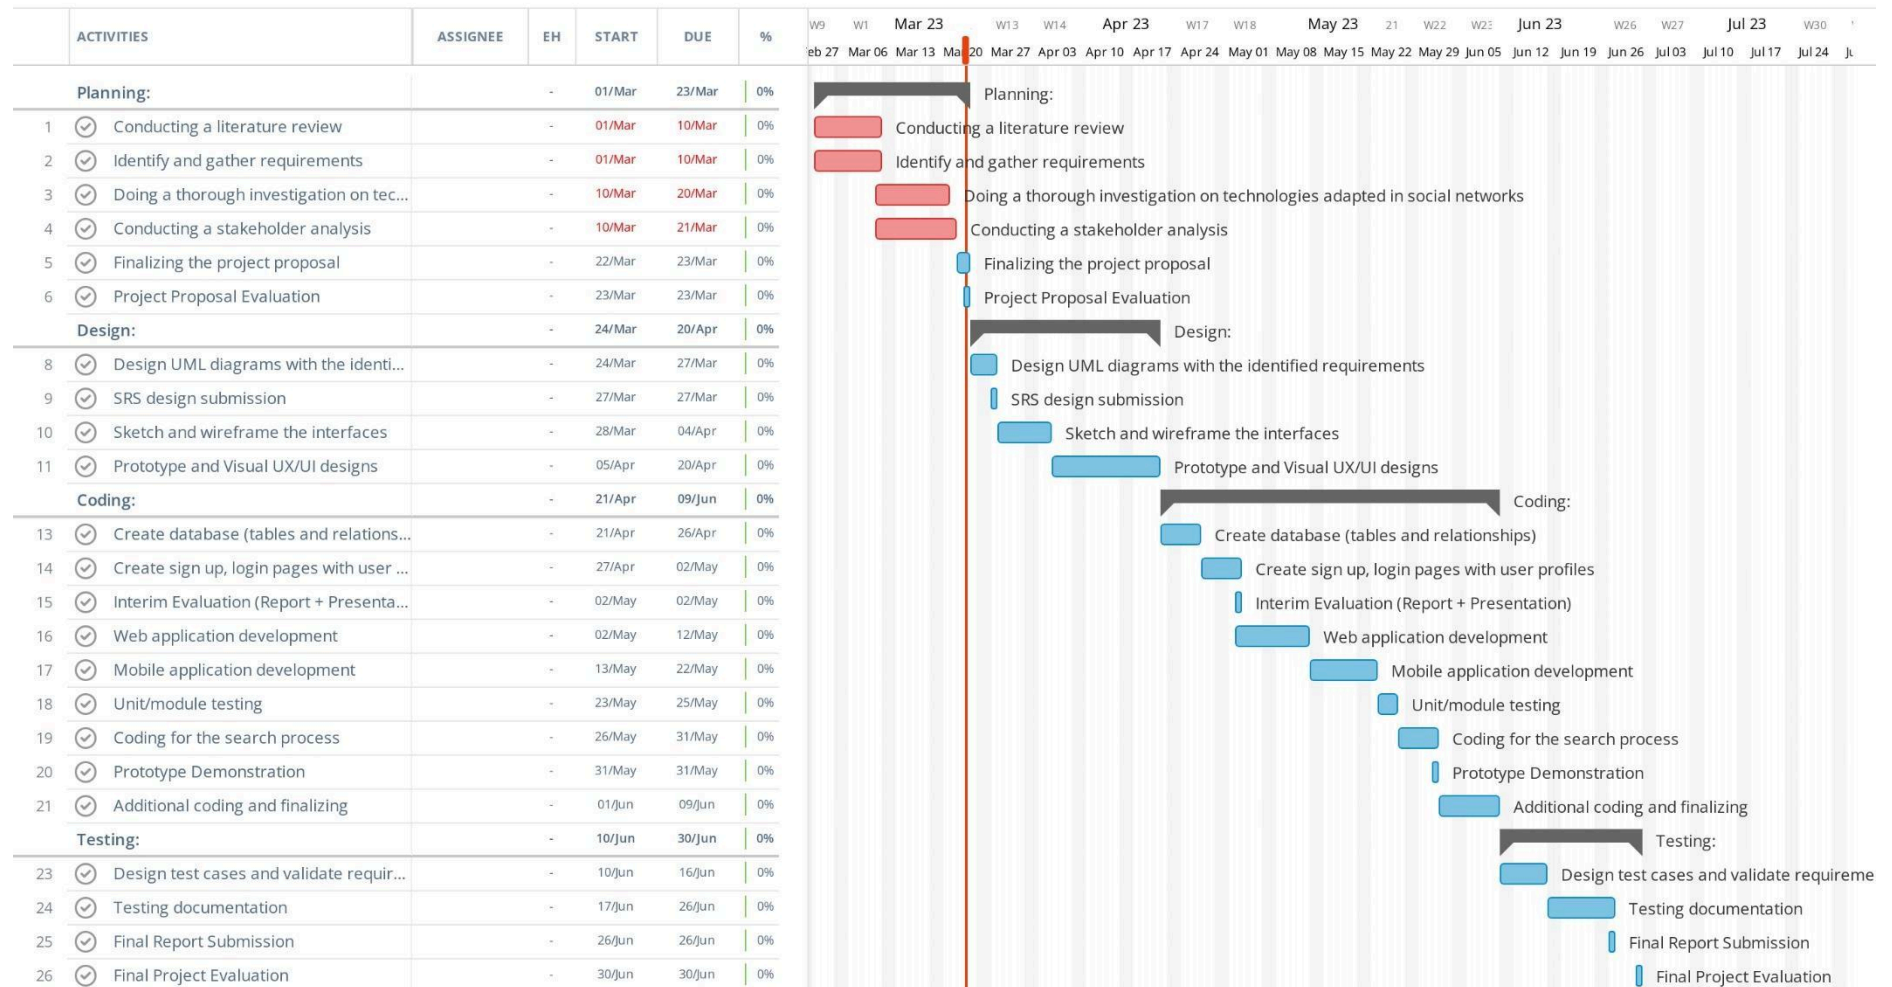 W9 W1 Mar 23 W13 W14 Apr 23 W17 W18 May 23 21 W22 W23 Jun 23 W26 W27 Jul 23 W30
ACTIVITIES ASSIGNEE EH START DUE %
eb 27 Mar 06 Mar 13 Mar 20 Mar 27 Apr 03 Apr 10 Apr 17 Apr 24 May 01 May 08 May 15 May 22 May 29 Jun 05 Jun 12 Jun 19 Jun 26 Jul 03 Jul 10 Jul 17 Jul 24
Planning: - 01/Mar 23/Mar 0% Planning:
1 Conducting a literature review - 01/Mar 10/Mar 0% Conducting a literature review
2 Identify and gather requirements - 01/Mar 10/Mar 0% Identify and gather requirements
3 Doing a thorough investigation on tec... - 10/Mar 20/Mar 0% Doing a thorough investigation on technologies adapted in social networks
4 Conducting a stakeholder analysis - 10/Mar 21/Mar 0% Conducting a stakeholder analysis
5 Finalizing the project proposal - 22/Mar 23/Mar 0% Finalizing the project proposal
6 Project Proposal Evaluation - 23/Mar 23/Mar 0% Project Proposal Evaluation
Design: - 24/Mar 20/Apr 0% Design:
8 Design UML diagrams with the identi... - 24/Mar 27/Mar 0% Design UML diagrams with the identified requirements
9 SRS design submission - 27/Mar 27/Mar 0% SRS design submission
10 Sketch and wireframe the interfaces - 28/Mar 04/Apr 0% Sketch and wireframe the interfaces
11 Prototype and Visual UX/UI designs - 05/Apr 20/Apr 0% Prototype and Visual UX/UI designs
Coding: - 21/Apr 09/Jun 0% Coding:
13 Create database (tables and relations... - 21/Apr 26/Apr 0% Create database (tables and relationships)
14 Create sign up, login pages with user ... - 27/Apr 02/May 0% Create sign up, login pages with user profiles
15 Interim Evaluation (Report + Presenta... - 02/May 02/May 0% Interim Evaluation (Report + Presentation)
16 Web application development - 02/May 12/May 0% Web application development
17 Mobile application development - 13/May 22/May 0% Mobile application development
18 Unit/module testing - 23/May 25/May 0% Unit/module testing
19 Coding for the search process - 26/May 31/May 0% Coding for the search process
20 Prototype Demonstration - 31/May 31/May 0% Prototype Demonstration
21 Additional coding and finalizing - 01/Jun 09/Jun 0% Additional coding and finalizing
Testing: - 10/Jun 30/Jun 0% Testing:
23 Design test cases and validate requir... - 10/Jun 16/Jun 0% Design test cases and validate requireme
24 Testing documentation - 17/Jun 26/Jun 0% Testing documentation
25 Final Report Submission - 26/Jun 26/Jun 0% Final Report Submission
26 Final Project Evaluation - 30/Jun 30/Jun 0% Final Project Evaluation